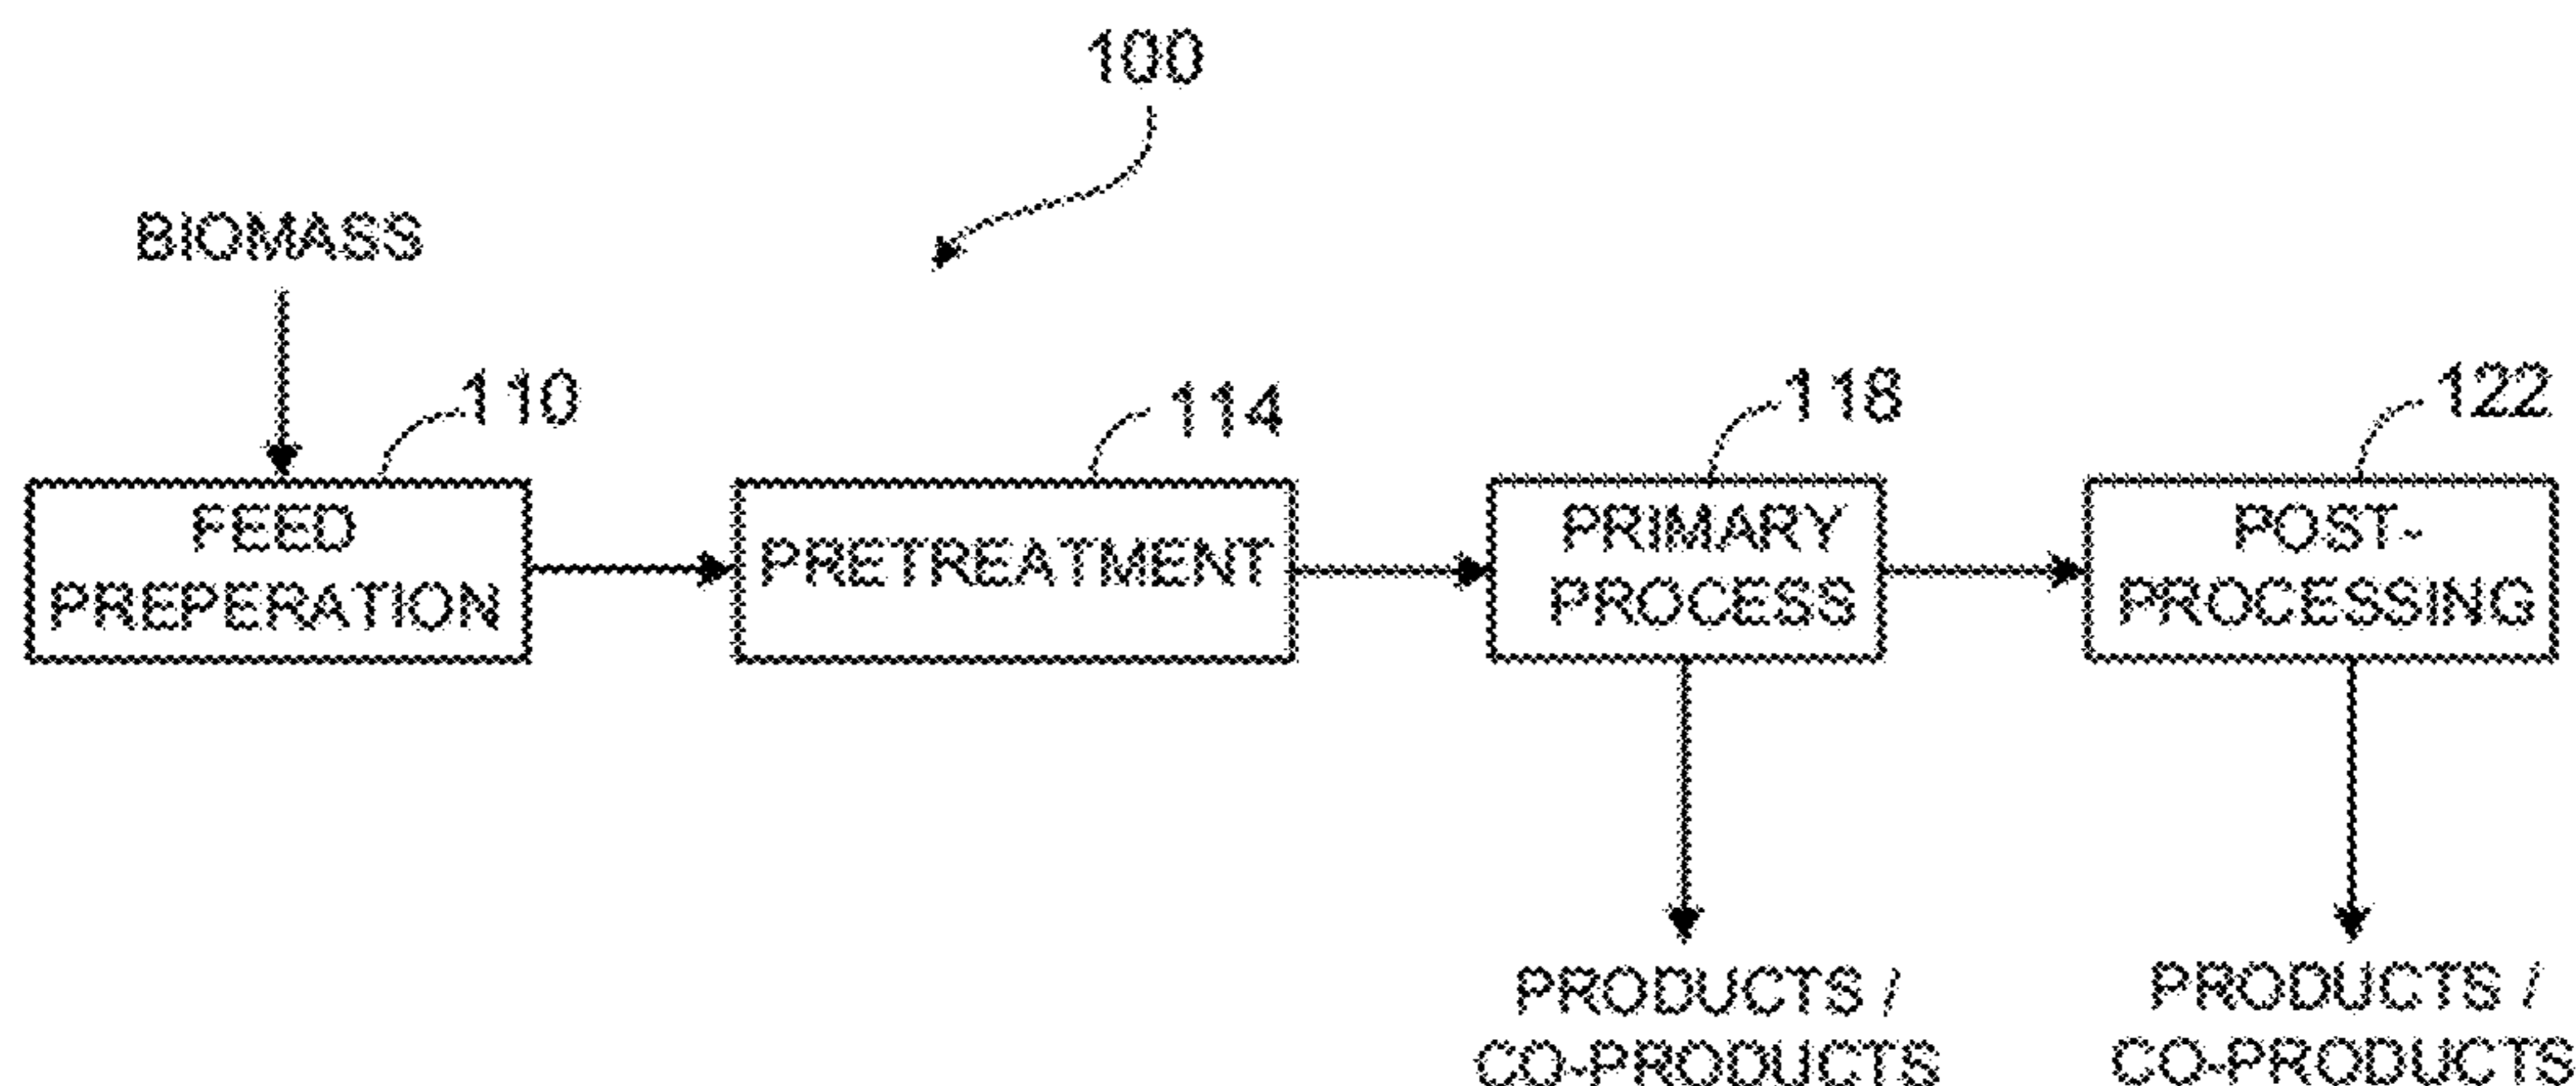 100
BIOMASS
110
114
118
122
FEED
PREPERATION
PRETREATMENT
PRIMARY
PROCESS
POST-
PROCESSING
PRODUCTS /
CO-PRODUCTS
PRODUCTS /
CO-PRODUCTS